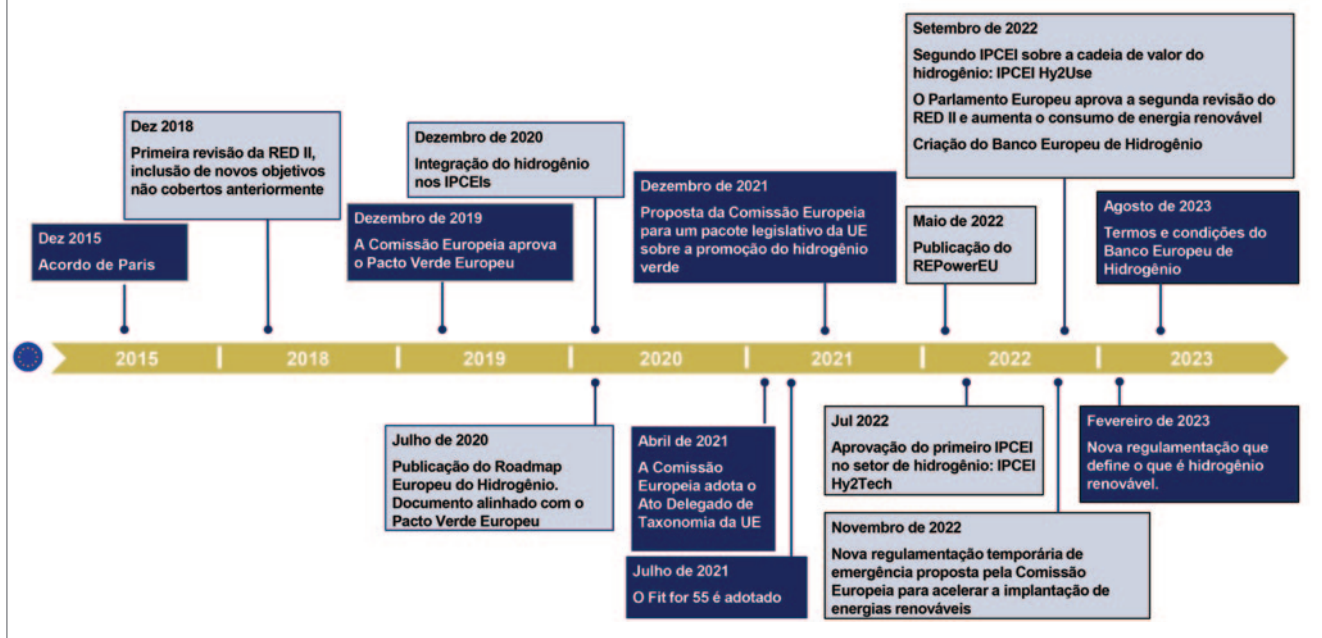 Setembro de 2022
Segundo IPCEI sobre a cadeia de valor do
hidrogênio: IPCEI Hy2Use
O Parlamento Europeu aprova a segunda revisão do
RED II e aumenta o consumo de energia renovável
Criação do Banco Europeu de Hidrogênio
Dez 2018
Primeira revisão da RED II,
inclusão de novos objetivos
não cobertos anteriormente
Dezembro de 2020
Integração do hidrogênio
nos IPCEIs
Dezembro de 2021
Proposta da Comissão Europeia
para um pacote legislativo da UE
sobre a promoção do hidrogênio
verde
Agosto de 2023
Termos e condições do
Banco Europeu de
Hidrogênio
Dezembro de 2019
A Comissão Europeia aprova
o Pacto Verde Europeu
Maio de 2022
Publicação do
REPowerEU
Dez 2015
Acordo de Paris
2015
2018
2019
2020
2021
2022
2023
Julho de 2020
Publicação do Roadmap
Europeu do Hidrogênio.
Documento alinhado com o
Pacto Verde Europeu
Abril de 2021
A Comissão
Europeia adota o
Ato Delegado de
Taxonomia da UE
Jul 2022
Aprovação do primeiro IPCEI
no setor de hidrogênio: IPCEI
Hy2Tech
Fevereiro de 2023
Nova regulamentação que
define o que é hidrogênio
renovável.
Novembro de 2022
Nova regulamentação temporária de
emergência proposta pela Comissão
Europeia para acelerar a implantação de
energias renováveis
Julho de 2021
O Fit for 55 é adotado